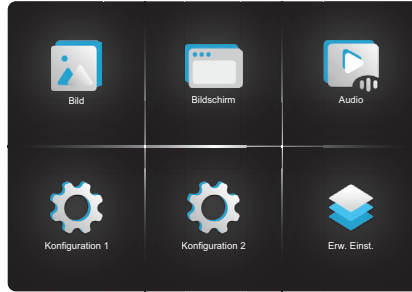 Bild
Bildschirm
Audio
Konfiguration 1
Konfiguration 2
Erw. Einst.